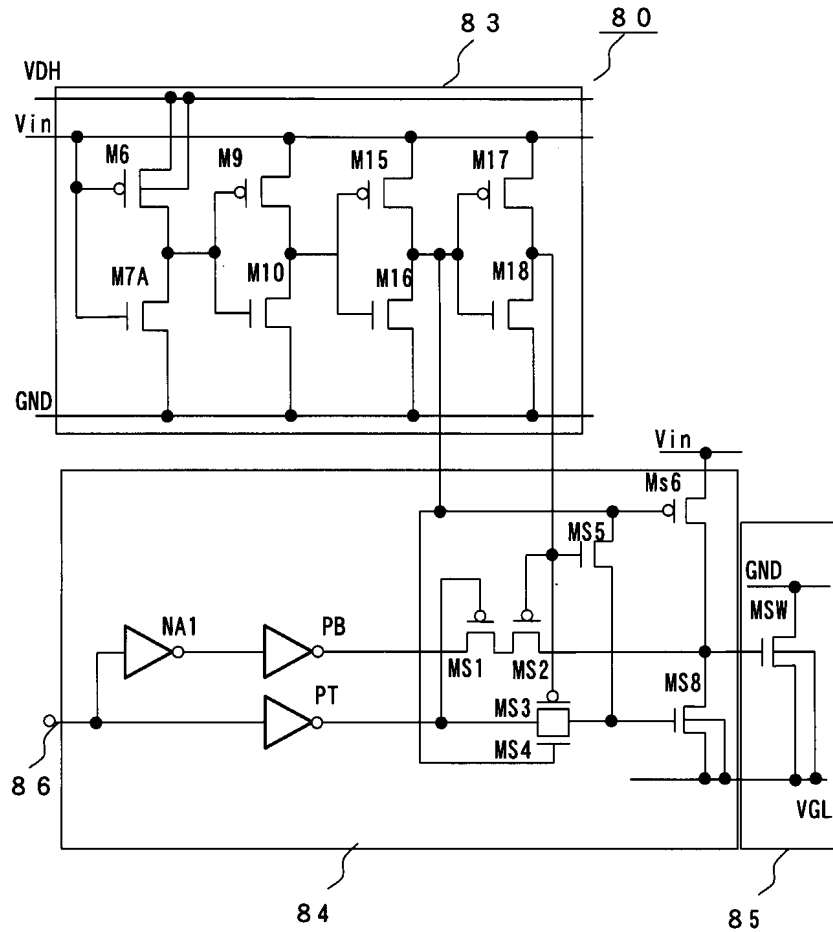 83
80
VDH
Vin
M6
M9
M15
M17
M7A
M10
M16
M18
GND
Vin
Ms6
MS5
GND
MSW
NA1
PB
MS1
MS2
PT
MS3
MS4
MS8
86
VGL
84
85